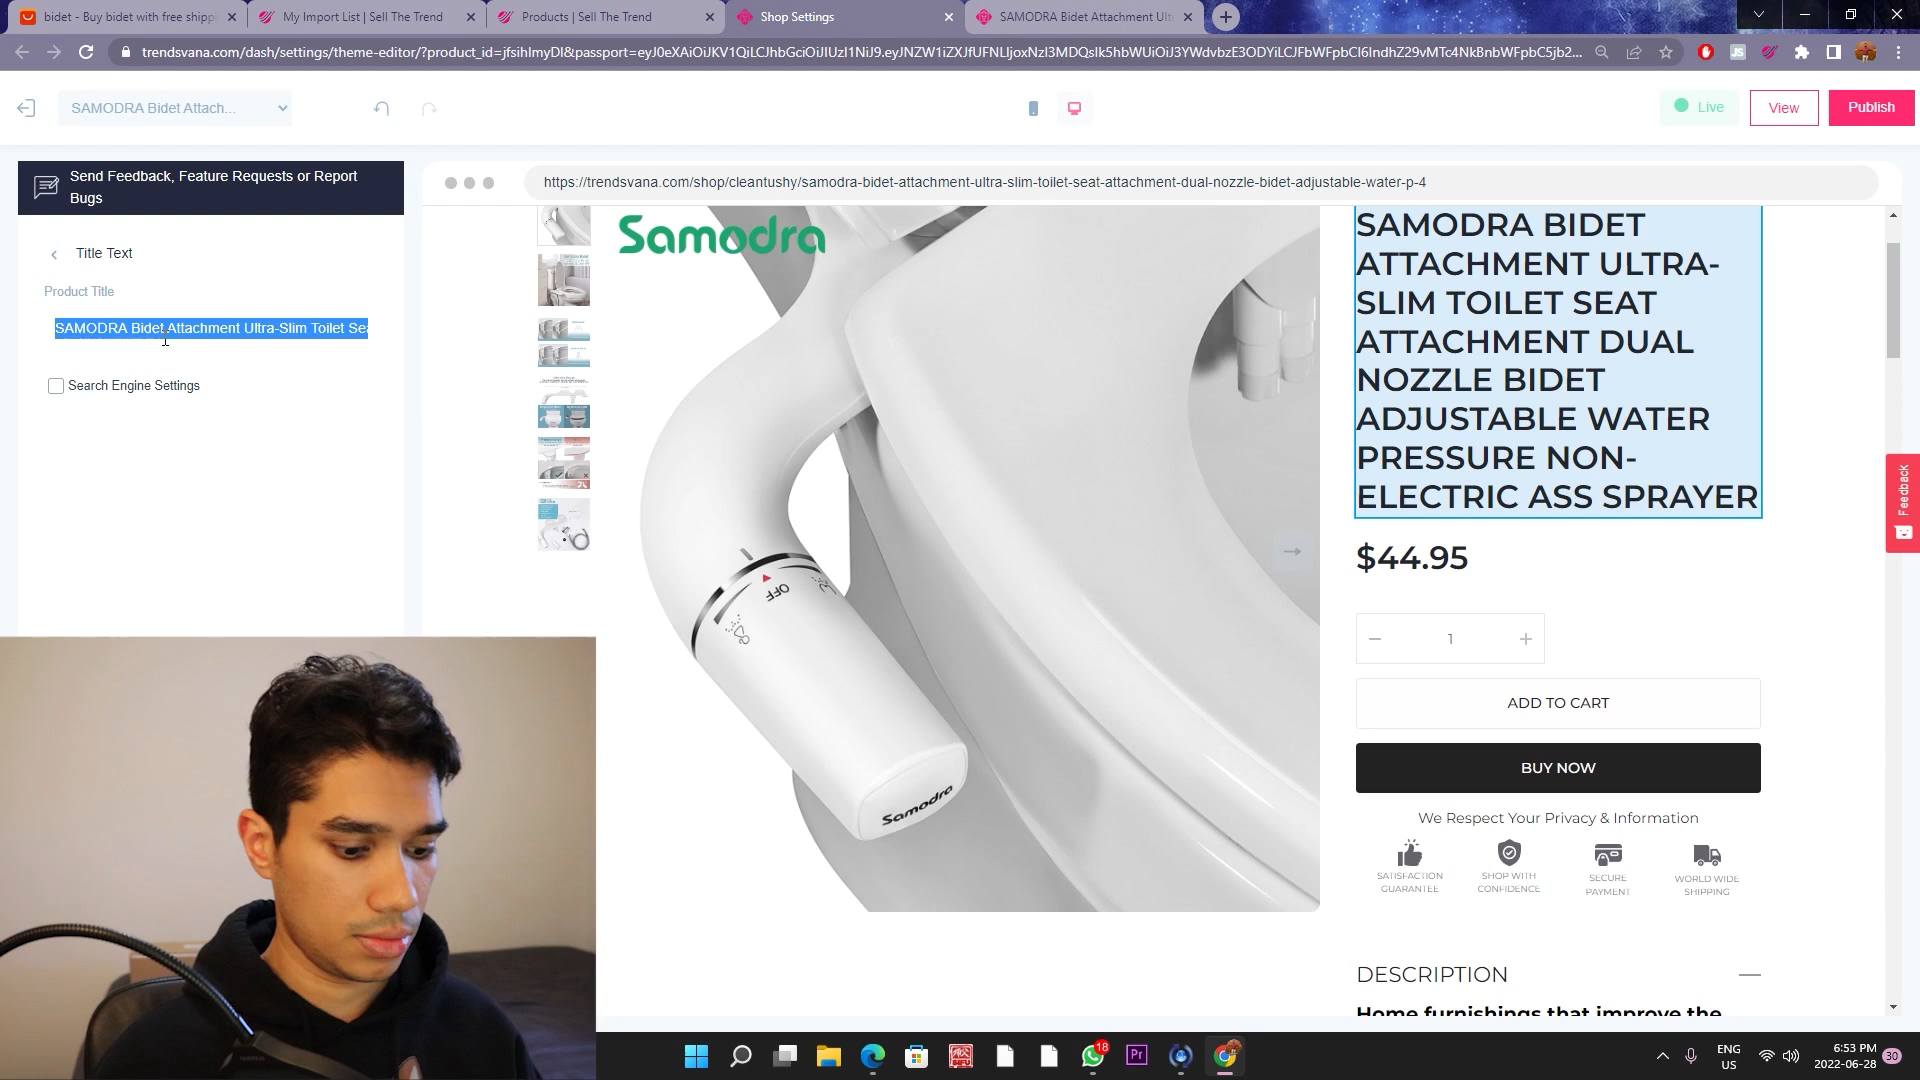 bidet - Buy bidet with free shippi
My Import List | Sell The Trend
Products | Sell The Trend
Shop Settings
SAMODRA Bidet Attachment Ult
trendsvana.com/dash/settings/theme-editor/?product_id=jfsihlmyDl&passport=eyJ0eXAiOiJKV1QiLCJhbGciOiJIUzI1NiJ9.eyJNZW1iZXJfUFNLIjoxNzI3MDQsIk5hbWUiOiJ3YWdvbzE3ODYiLCJFbWFpbCI6IndhZ29vMTc4NkBnbWFpbC5jb2...
SAMODRA Bidet Attach...
Live
View
Publish
Send Feedback, Feature Requests or Report
Bugs
https://trendsvana.com/shop/cleantushy/samodra-bidet-attachment-ultra-slim-toilet-seat-attachment-dual-nozzle-bidet-adjustable-water-p-4
Title Text
Product Title
SAMODRA Bidet Attachment Ultra-Slim Toilet Sea
Search Engine Settings
Samodra
OFF
Samodra
SAMODRA BIDET
ATTACHMENT ULTRA-
SLIM TOILET SEAT
ATTACHMENT DUAL
NOZZLE BIDET
ADJUSTABLE WATER
PRESSURE NON-
ELECTRIC ASS SPRAYER
$44.95
1
ADD TO CART
BUY NOW
We Respect Your Privacy & Information
SATISFACTION
GUARANTEE
SHOP WITH
CONFIDENCE
SECURE
PAYMENT
WORLD WIDE
SHIPPING
DESCRIPTION
Home furnishings that improve the
Feedback
18
Pr
ENG
US
6:53 PM
2022-06-28
30